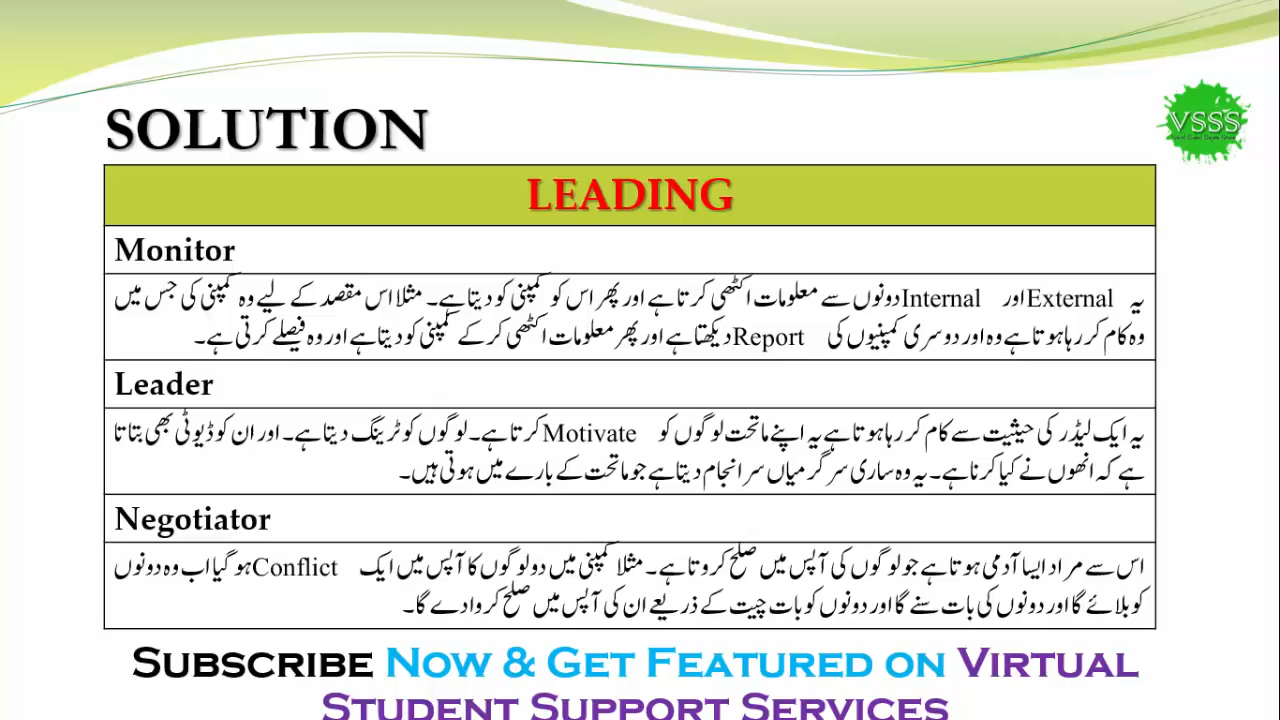 SOLUTION
VSSS
LEADING
Monitor
یہ External اور Internal دونوں سے معلومات اکٹھی کرتا ہے اور پھر اس کو کمپنی کو دیتا ہے۔ مثلا اس مقصد کے لیے وہ کمپنی کی جس میں
وہ کام کر رہا ہوتا ہے وہ اور دوسری کمپنیوں کی Report دیکھتا ہے اور پھر معلومات اکٹھی کر کے کمپنی کو دیتا ہے اور وہ فیصلے کرتی ہے۔
Leader
یہ ایک لیڈر کی حیثیت سے کام کر رہا ہوتا ہے یہ اپنے ماتحت لوگوں کو Motivate کرتا ہے۔ لوگوں کو ٹرینگ دیتا ہے۔ اور ان کو ڈیوٹی بھی بتاتا
ہے کہ انھوں نے کیا کرنا ہے۔ یہ وہ ساری سرگرمیاں سرانجام دیتا ہے جو ماتحت کے بارے میں ہوتی ہیں۔
Negotiator
اس سے مراد ایسا آدمی ہوتا ہے جو لوگوں کی آپس میں صلح کروتا ہے۔ مثلا کمپنی میں دو لوگوں کا آپس میں ایک Conflict ہو گیا اب وہ دونوں
کو بلائے گا اور دونوں کی بات سنے گا اور دونوں کو بات چیت کے ذریعے ان کی آپس میں صلح کروا دے گا۔
SUBSCRIBE NOW & GET FEATURED ON VIRTUAL
STUDENT SUPPORT SERVICES